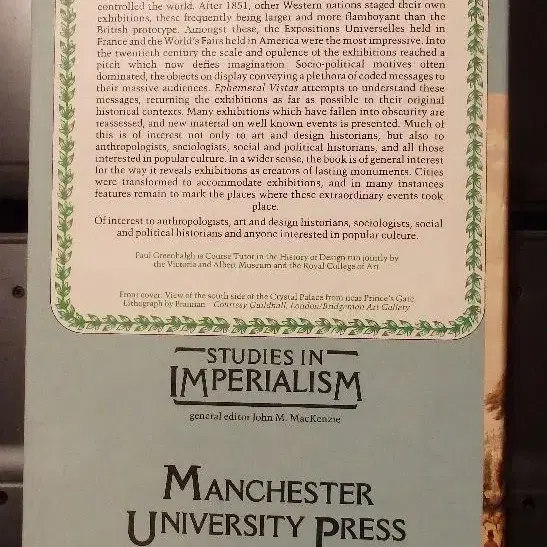 controlled the world. After 1851, other Western nations staged their own
exhibitions, these frequently being larger and more flamboyant than the
British prototype. Amongst these, the Expositions Universelles held in
France and the World's Fairs held in America were the most impressive. Into
the twentieth century the scale and opulence of the exhibitions reached a
pitch which now defies imagination. Socio-political motives often
dominated, the objects on display conveying a plethora of coded messages to
their massive audiences. Ephemeral Vistas attempts to understand these
messages, returning the exhibitions as far as possible to their original
historical contexts. Many exhibitions which have fallen into obscurity are
reassessed, and new material on well known events is presented. Much of
this is of interest not only to art and design historians, but also to
anthropologists, sociologists, social and political historians, and all those
interested in popular culture. In a wider sense, the book is of general interest
for the way it reveals exhibitions as creators of lasting monuments. Cities
were transformed to accommodate exhibitions, and in many instances
features remain to mark the places where these extraordinary events took
place.
Of interest to anthropologists, art and design historians, sociologists, social
and political historians and anyone interested in popular culture.
Paul Greenhalgh is Course Tutor in the History of Design run jointly by
the Victoria and Albert Museum and the Royal College of Art
Front cover: View of the south side of the Crystal Palace from near Prince's Gate.
Lithograph by Brannan – Courtesy Guildhall, London/Bridgeman Art Gallery
STUDIES IN
IMPERIALISM
general editor John M. MacKenzie
MANCHESTER
UNIVERSITY PRESS